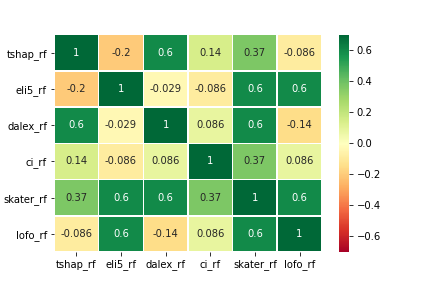 tshap_rf 1 -0.2 0.6 0.14 0.37 -0.086
eli5_rf -0.2 1 -0.029 -0.086 0.6 0.6
dalex_rf 0.6 -0.029 1 0.086 0.6 -0.14
ci_rf 0.14 -0.086 0.086 1 0.37 0.086
skater_rf 0.37 0.6 0.6 0.37 1 0.6
lofo_rf -0.086 0.6 -0.14 0.086 0.6 1
tshap_rf eli5_rf dalex_rf ci_rf skater_rf lofo_rf
0.6
0.4
0.2
0.0
−0.2
−0.4
−0.6